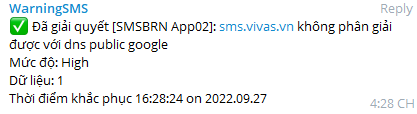 WarningSMS Reply
✅ Đã giải quyết [SMSBRN App02]: sms.vivas.vn không phân giải
được với dns public google
Mức độ: High
Dữ liệu: 1
Thời điểm khắc phục 16:28:24 on 2022.09.27
4:28 CH